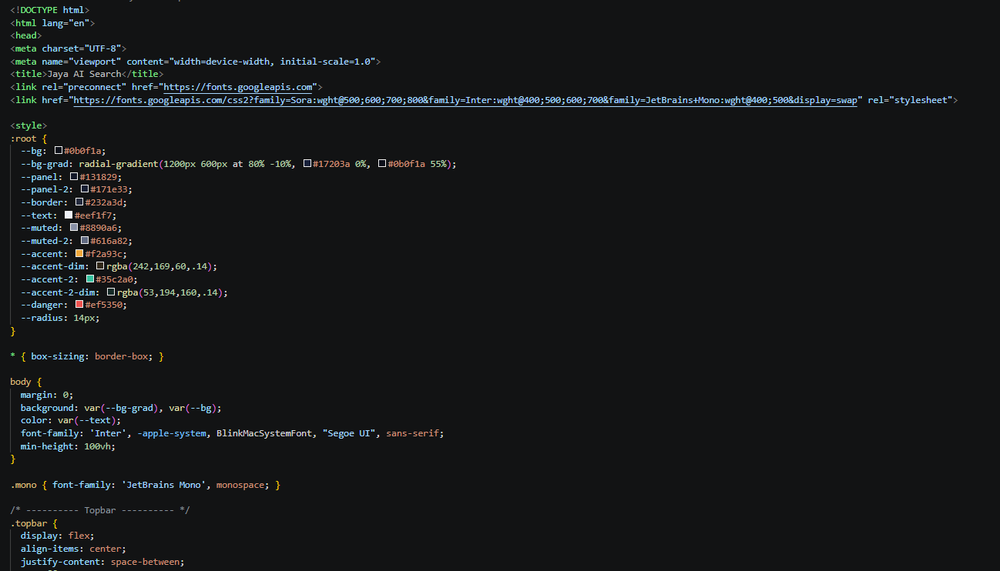 <!DOCTYPE html>
<html lang="en">
<head>
<meta charset="UTF-8">
<meta name="viewport" content="width=device-width, initial-scale=1.0">
<title>Jaya AI Search</title>
<link rel="preconnect" href="https://fonts.googleapis.com">
<link href="https://fonts.googleapis.com/css2?family=Sora:wght@500;600;700;800&family=Inter:wght@400;500;600;700&family=JetBrains+Mono:wght@400;500&display=swap" rel="stylesheet">

<style>
:root {
  --bg: #0b0f1a;
  --bg-grad: radial-gradient(1200px 600px at 80% -10%, #17203a 0%, #0b0f1a 55%);
  --panel: #131829;
  --panel-2: #171e33;
  --border: #232a3d;
  --text: #eef1f7;
  --muted: #8890a6;
  --muted-2: #616a82;
  --accent: #f2a93c;
  --accent-dim: rgba(242,169,60,.14);
  --accent-2: #35c2a0;
  --accent-2-dim: rgba(53,194,160,.14);
  --danger: #ef5350;
  --radius: 14px;
}

* { box-sizing: border-box; }

body {
  margin: 0;
  background: var(--bg-grad), var(--bg);
  color: var(--text);
  font-family: 'Inter', -apple-system, BlinkMacSystemFont, "Segoe UI", sans-serif;
  min-height: 100vh;
}

.mono { font-family: 'JetBrains Mono', monospace; }

/* ---------- Topbar ---------- */
.topbar {
  display: flex;
  align-items: center;
  justify-content: space-between;